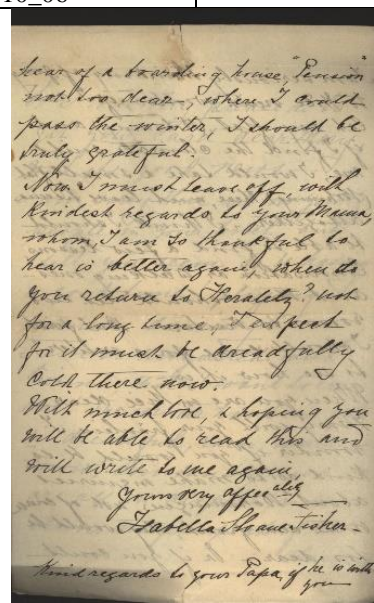 hear of a boarding house, "Pension"
not too dear, where I could
pass the winter, I should be
truly grateful.
Now I must leave off, with
kindest regards to your Mama,
whom I am so thankful to
hear is better again, when do
you return to ? not
for a long time, I expect
for it must be dreadfully
cold there now.
With much love, & hoping you
will be able to read this and
will write to me again,
Yours very affec ately
Isabella Sloane Fisher -
Kind regards to your Papa, if he is with
you